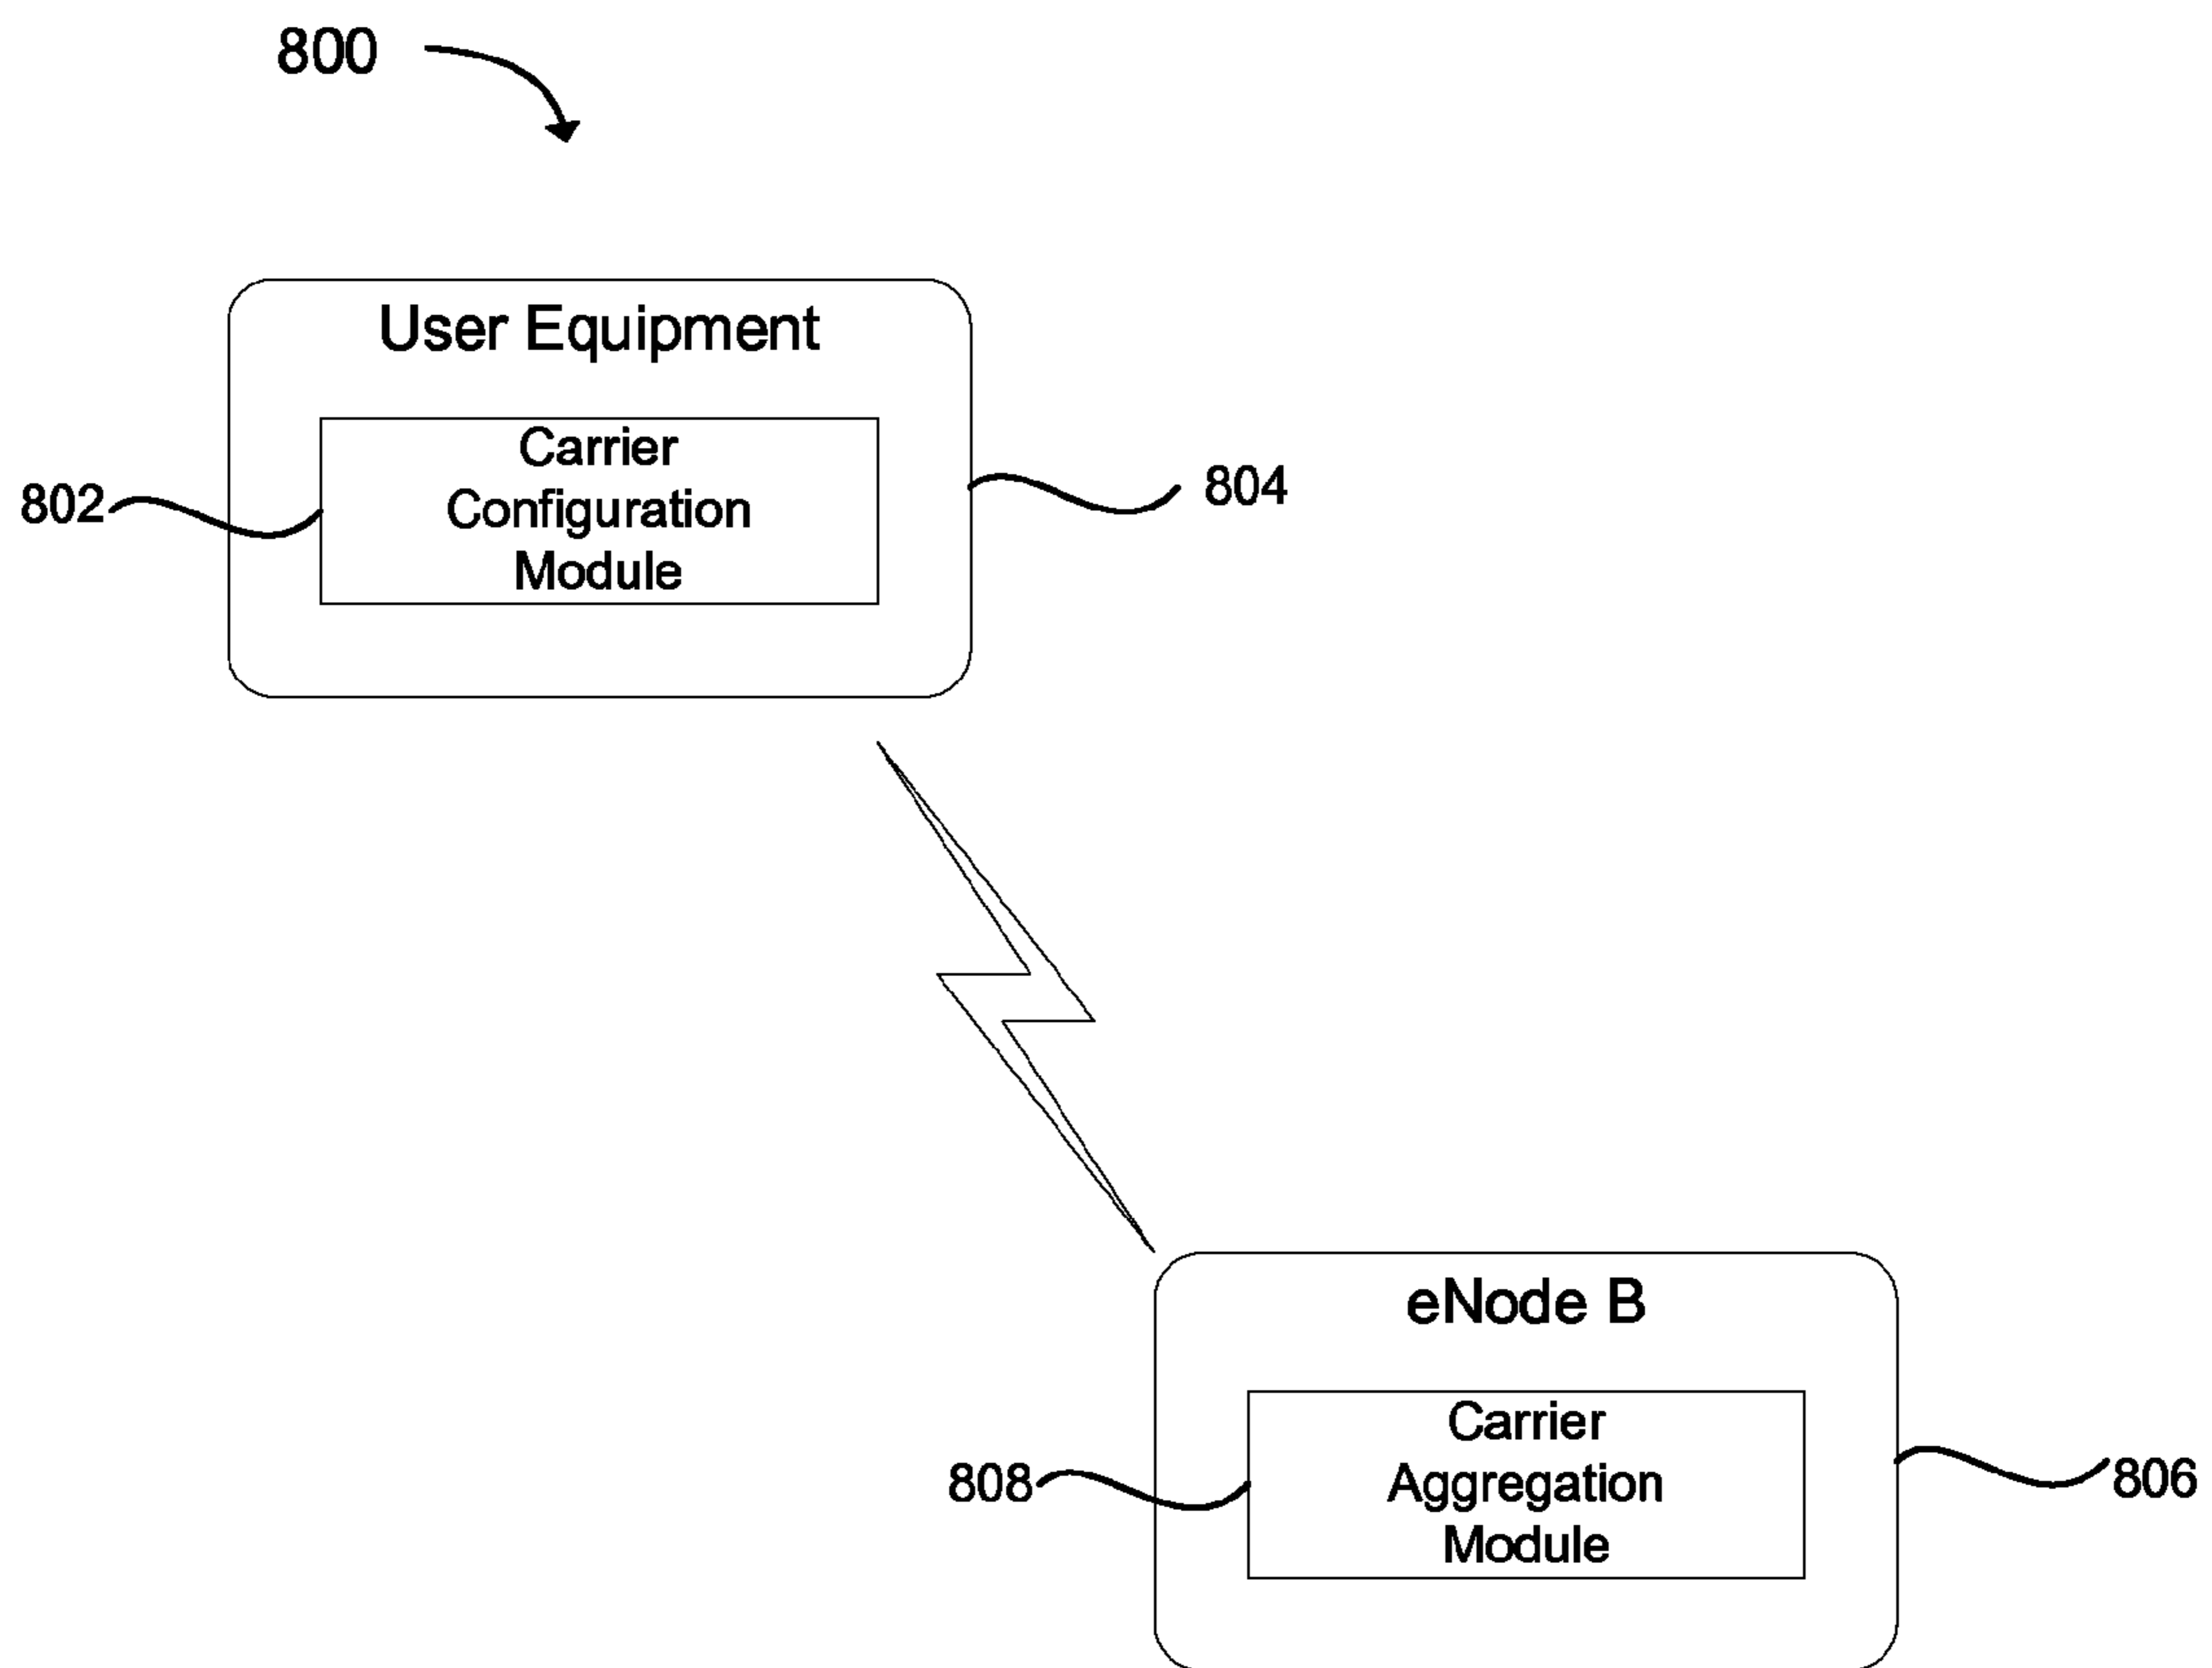 800
User Equipment
Carrier
Configuration
Module
802
804
eNode B
Carrier
Aggregation
Module
808
806